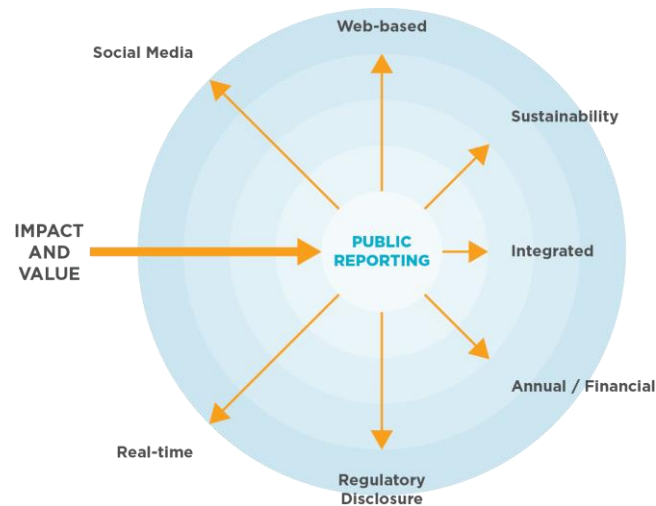 Web-based
Social Media
Sustainability
IMPACT
AND
VALUE
PUBLIC
REPORTING
Integrated
Annual / Financial
Real-time
Regulatory
Disclosure